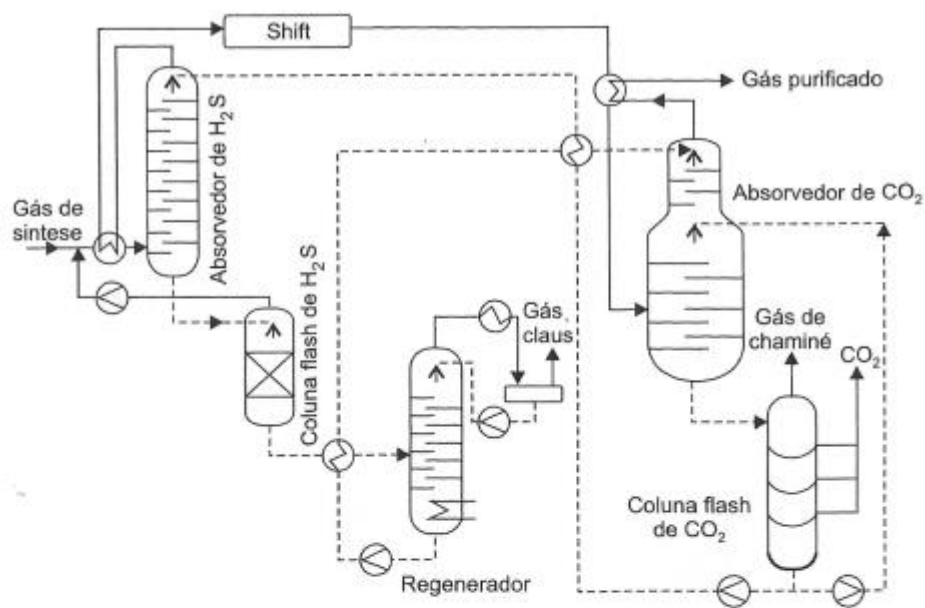 Shift
Gás purificado
Absorvedor de H2S
Absorvedor de CO2
Gás de
sintese
Coluna flash de H2S
Gás
claus
Gás de
chaminé
CO2
Coluna flash
de CO2
Regenerador